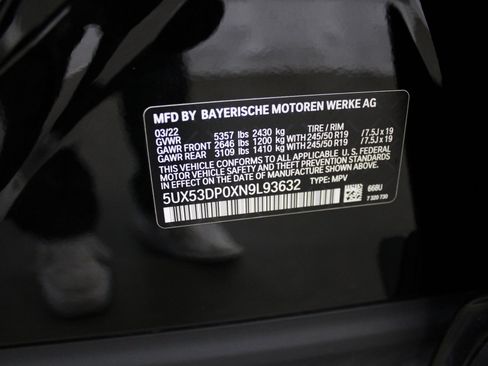 MFD BY BAYERISCHE MOTOREN WERKE AG
03/22 TIRE / RIM
GVWR 5357 lbs 2430 kg
GAWR FRONT 2646 lbs 1200 kg WITH 245/50 R19 / 7.5J x 19
GAWR REAR 3109 lbs 1410 kg WITH 245/50 R19 / 7.5J x 19
THIS VEHICLE CONFORMS TO ALL APPLICABLE U.S. FEDERAL
MOTOR VEHICLE SAFETY STANDARDS IN EFFECT ON THE
DATE OF MANUFACTURE SHOWN ABOVE.
5UX53DP0XN9L93632 TYPE: MPV
668U
7 320 730